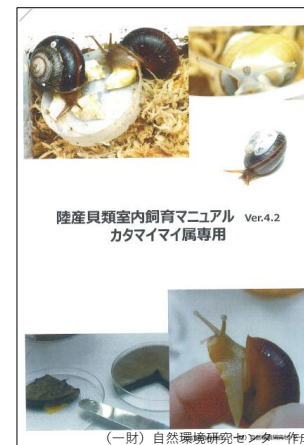 陸産貝類室内飼育マニュアル Ver.4.2
カタマイマイ属専用
（一財）自然環境研究センター作成